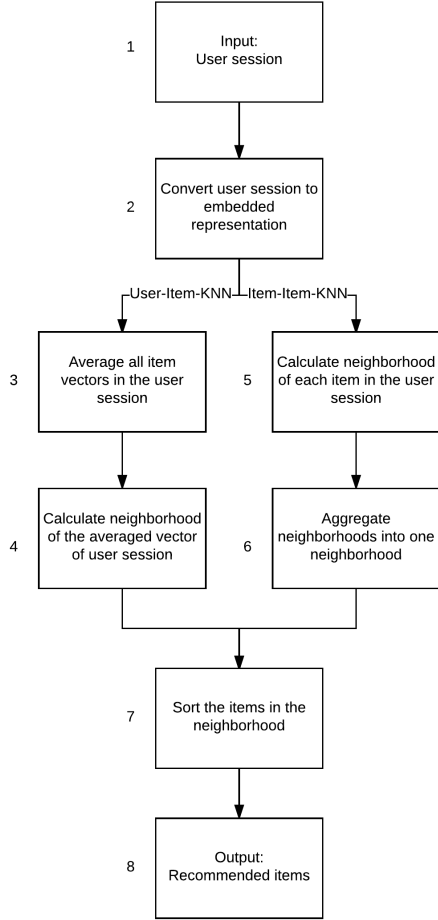 1
Input:
User session
2
Convert user session to
embedded
representation
User-Item-KNN
Item-Item-KNN
3
Average all item
vectors in the user
session
5
Calculate neighborhood
of each item in the user
session
4
Calculate neighborhood
of the averaged vector
of user session
6
Aggregate
neighborhoods into one
neighborhood
7
Sort the items in the
neighborhood
8
Output:
Recommended items